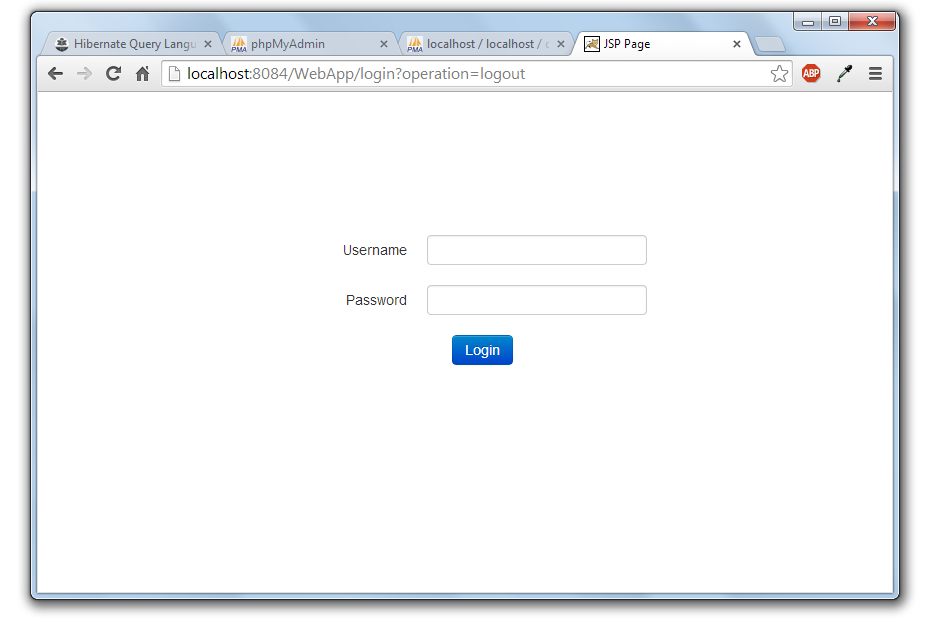 Hibernate Query Langu
phpMyAdmin
localhost / localhost /
JSP Page
localhost:8084/WebApp/login?operation=logout
ABP
Username
Password
Login